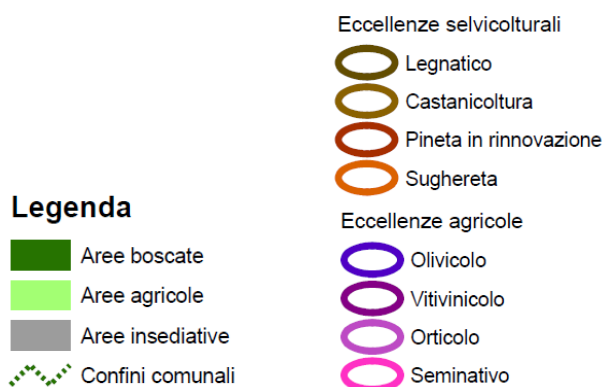 Eccellenze selvicolturali
Legnatico
Castanicoltura
Pineta in rinnovazione
Sughereta
Legenda
Aree boscate
Aree agricole
Aree insediative
Confini comunali
Eccellenze agricole
Olivicolo
Vitivinicolo
Orticolo
Seminativo